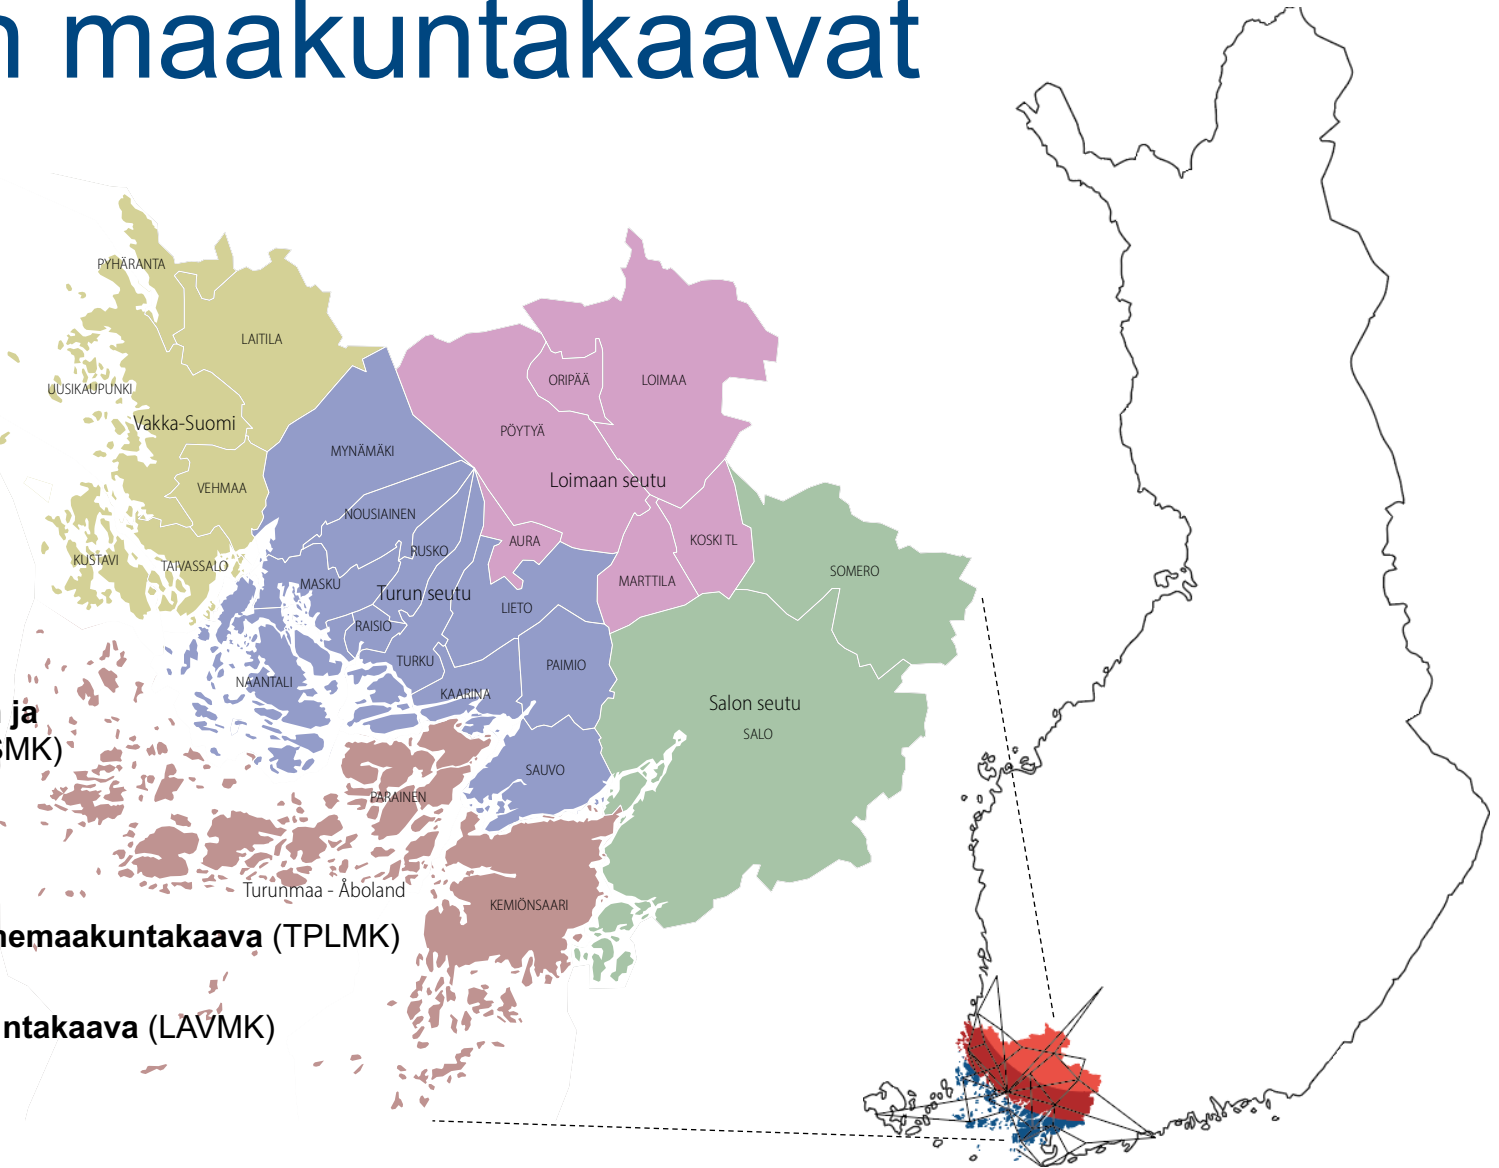 n maakuntakaavat
PYHÄRANTA
LAITILA
UUSIKAUPUNKI
Vakka-Suomi
VEHMAA
KUSTAVI
TAIVASSALO
MYNÄMÄKI
NOUSIAINEN
RUSKO
MASKU
Turun seutu
RAISIO
LIETO
TURKU
PAIMIO
NAANTALI
KAARINA
SAUVO
ORIPÄÄ
LOIMAA
PÖYTYÄ
Loimaan seutu
AURA
KOSKI TL
MARTTILA
SOMERO
Salon seutu
SALO
PARAINEN
Turunmaa - Åboland
KEMIÖNSAARI
ja
SMK)
nemaakuntakaava (TPLMK)
ntakaava (LAVMK)